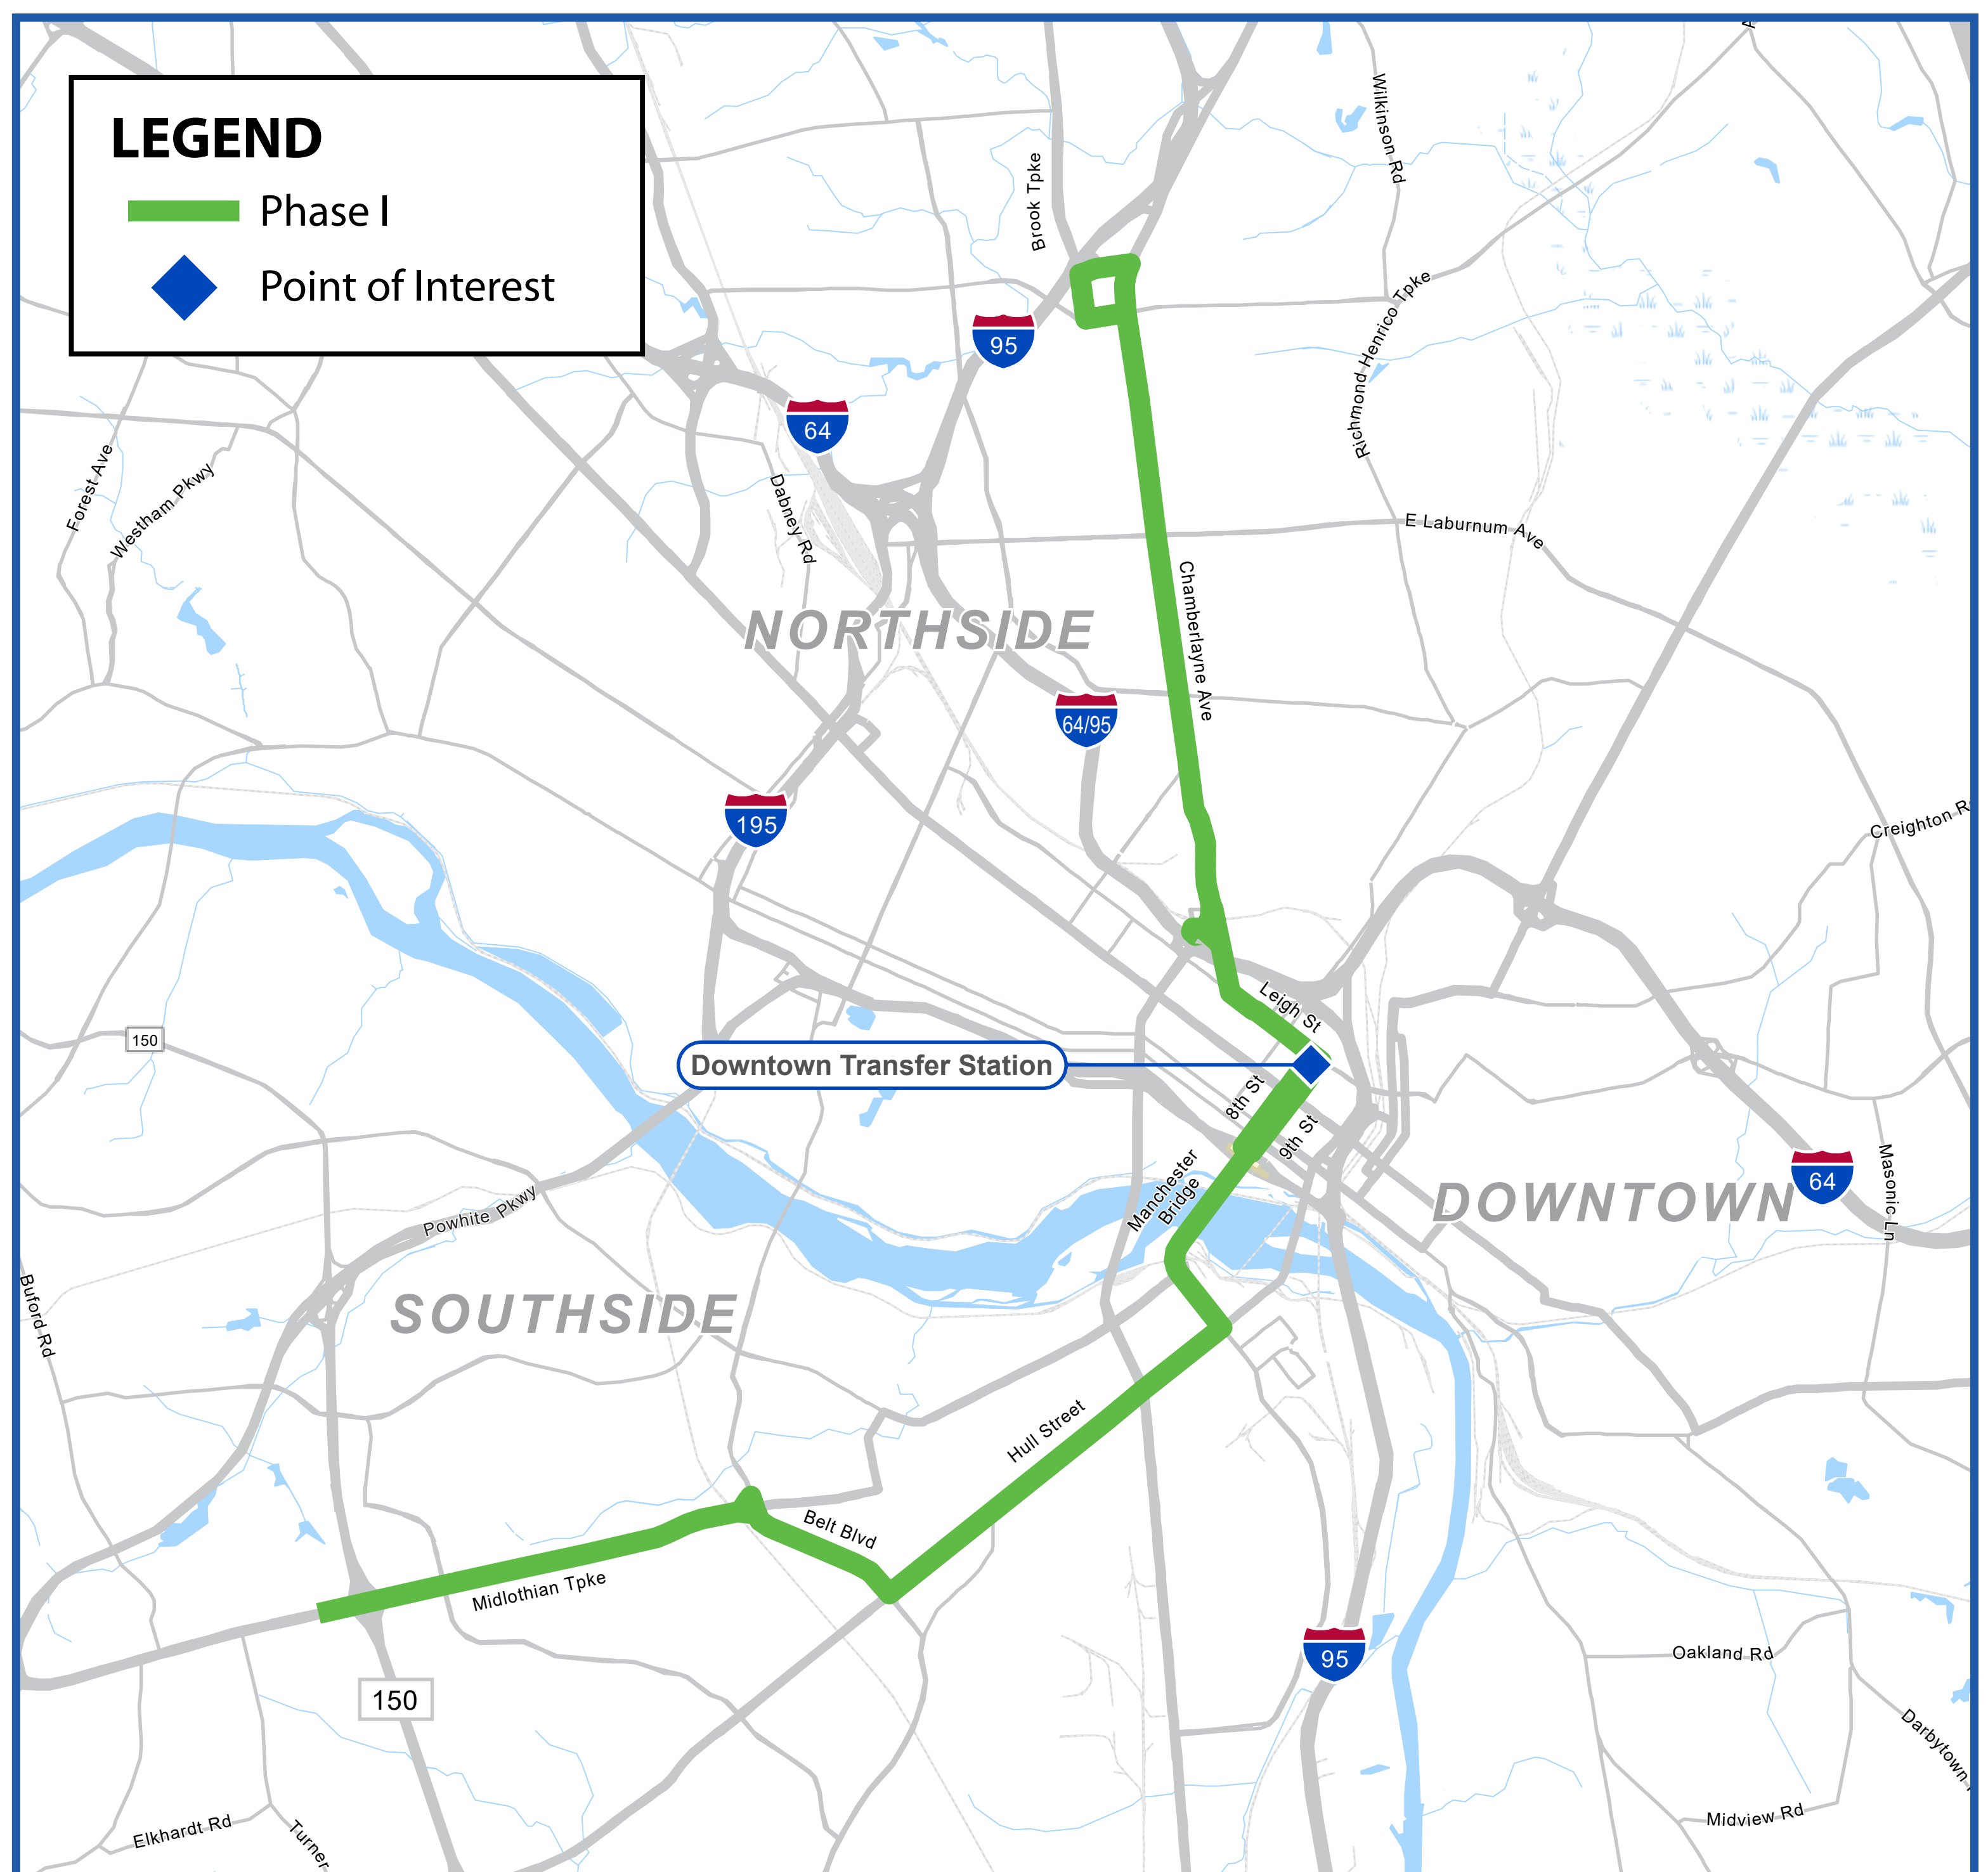 LEGEND
Phase I
Point of Interest
Brook Tpke
Wilkinson Rd
Richmond Henrico Tpke
95
64
Forest Ave
Westham Pkwy
Dabney Rd
E Laburnum Ave
Chamberlayne Ave
NORTHSIDE
64/95
195
Creighton
Leigh St
150
Downtown Transfer Station
8th St
9th St
Manchester
Bridge
DOWNTOWN
64
Masonic Ln
Powhite Pkwy
Buford Rd
SOUTHSIDE
Hull Street
Belt Blvd
Midlothian Tpke
95
Oakland Rd
150
Darbytown
Elkhardt Rd
Turner
Midview Rd